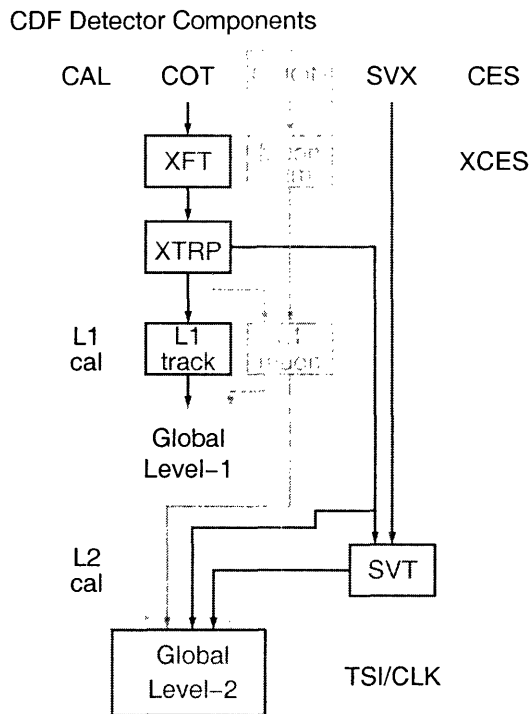 CDF Detector Components
CAL COT SVX CES
XFT XCES
XTRP
L1
cal
L1
track
Global
Level-1
L2
cal
SVT
Global
Level-2
TSI/CLK